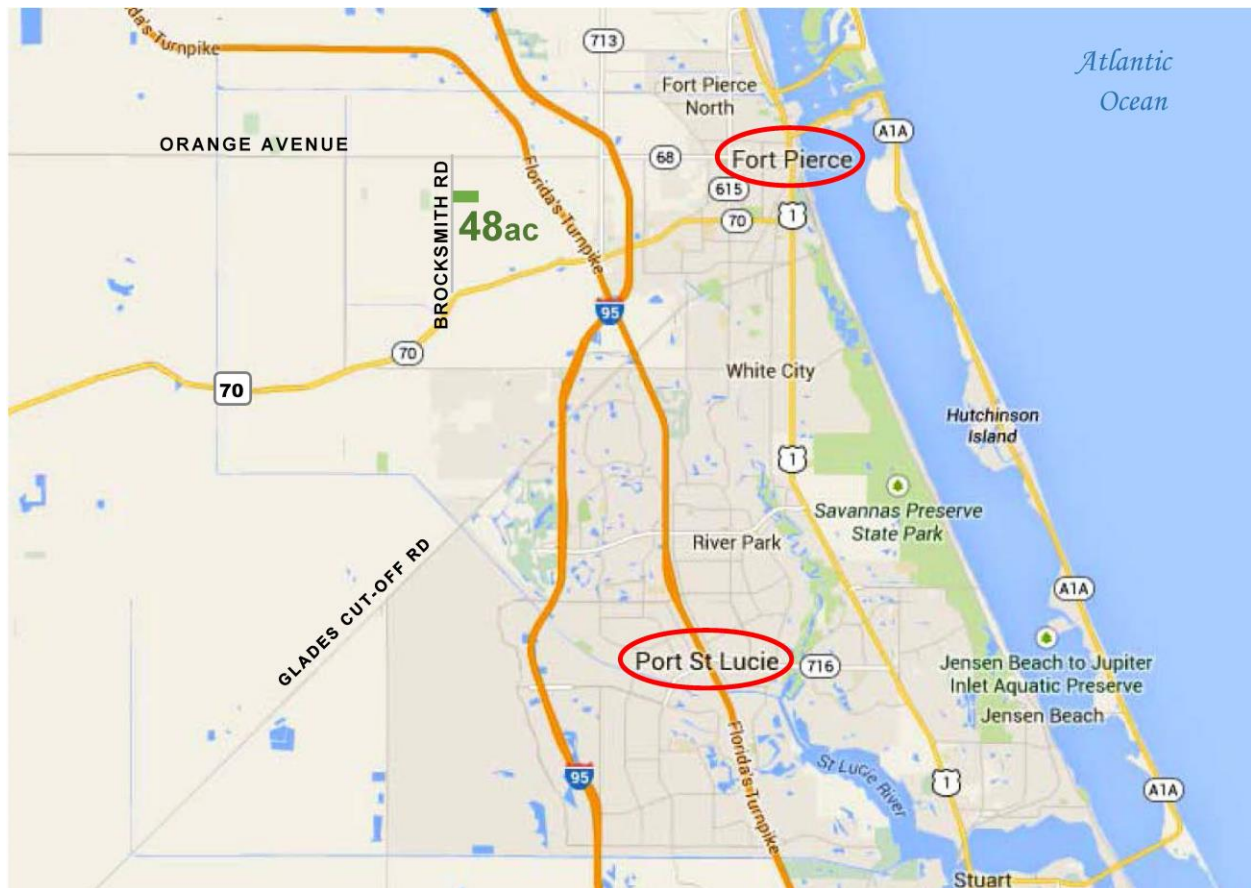 Florida's Turnpike
713
Atlantic
Ocean
Fort Pierce
North
A1A
ORANGE AVENUE
68
Fort Pierce
615
BROCKSMITH RD
48ac
Florida's Turnpike
70
1
95
70
70
White City
Hutchinson
Island
1
Savannas Preserve
State Park
River Park
GLADES CUT-OFF RD
A1A
Port St Lucie
716
Jensen Beach to Jupiter
Inlet Aquatic Preserve
Jensen Beach
95
Florida's Turnpike
St Lucie River
1
A1A
Stuart